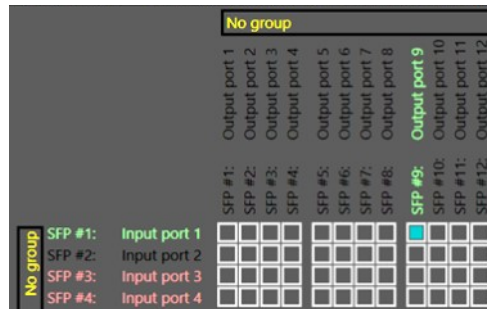 No group
SFP #1: Output port 1
SFP #2: Output port 2
SFP #3: Output port 3
SFP #4: Output port 4
SFP #5: Output port 5
SFP #6: Output port 6
SFP #7: Output port 7
SFP #8: Output port 8
SFP #9: Output port 9
SFP #10: Output port 10
SFP #11: Output port 11
SFP #12: Output port 12
No group
SFP #1: Input port 1
SFP #2: Input port 2
SFP #3: Input port 3
SFP #4: Input port 4